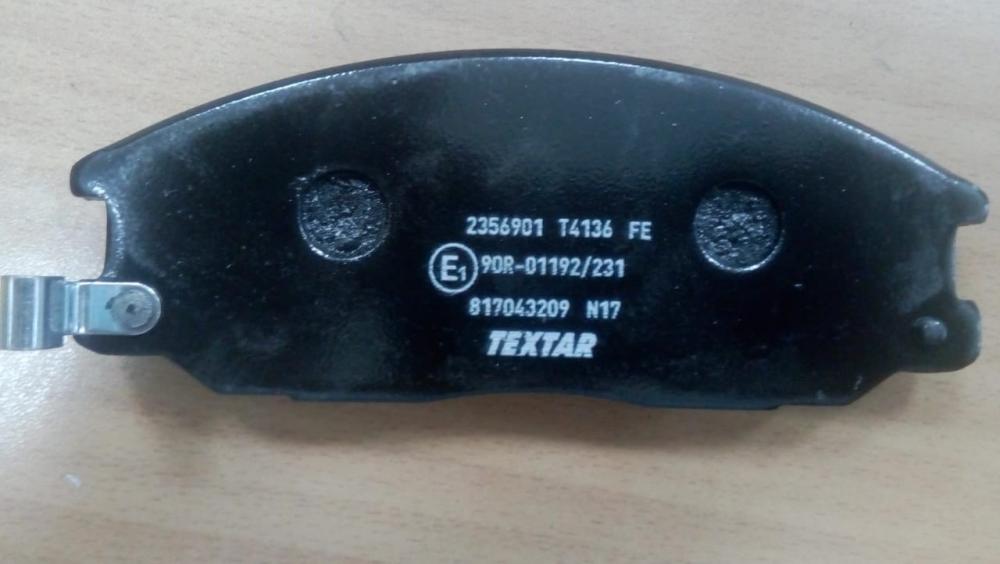 2356901 T4136 FE
E1 90R-01192/231
817043209 N17
TEXTAR